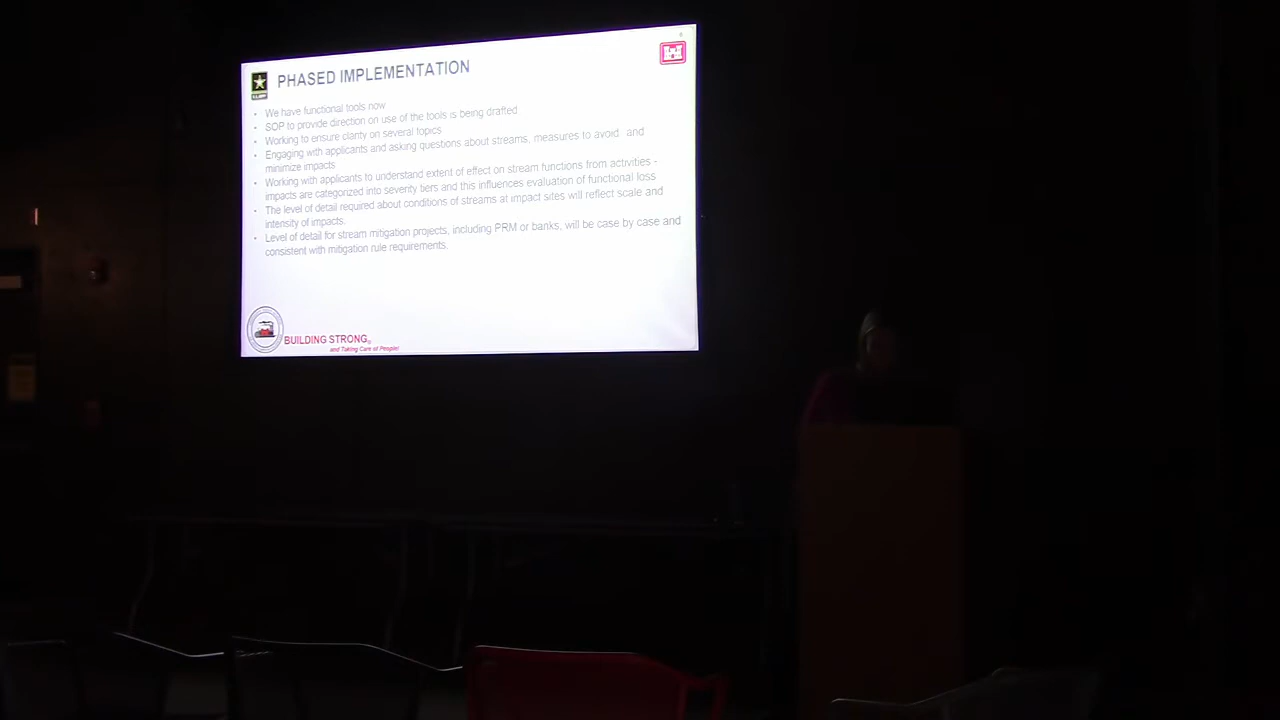 6
PHASED IMPLEMENTATION
• We have functional tools now
• SOP to provide direction on use of the tools is being drafted
• Working to ensure clarity on several topics
• Engaging with applicants and asking questions about streams, measures to avoid and
minimize impacts
• Working with applicants to understand extent of effect on stream functions from activities -
impacts are categorized into severity tiers and this influences evaluation of functional loss
• The level of detail required about conditions of streams at impact sites will reflect scale and
intensity of impacts.
• Level of detail for stream mitigation projects, including PRM or banks, will be case by case and
consistent with mitigation rule requirements.
BUILDING STRONG®
and Taking Care of People!